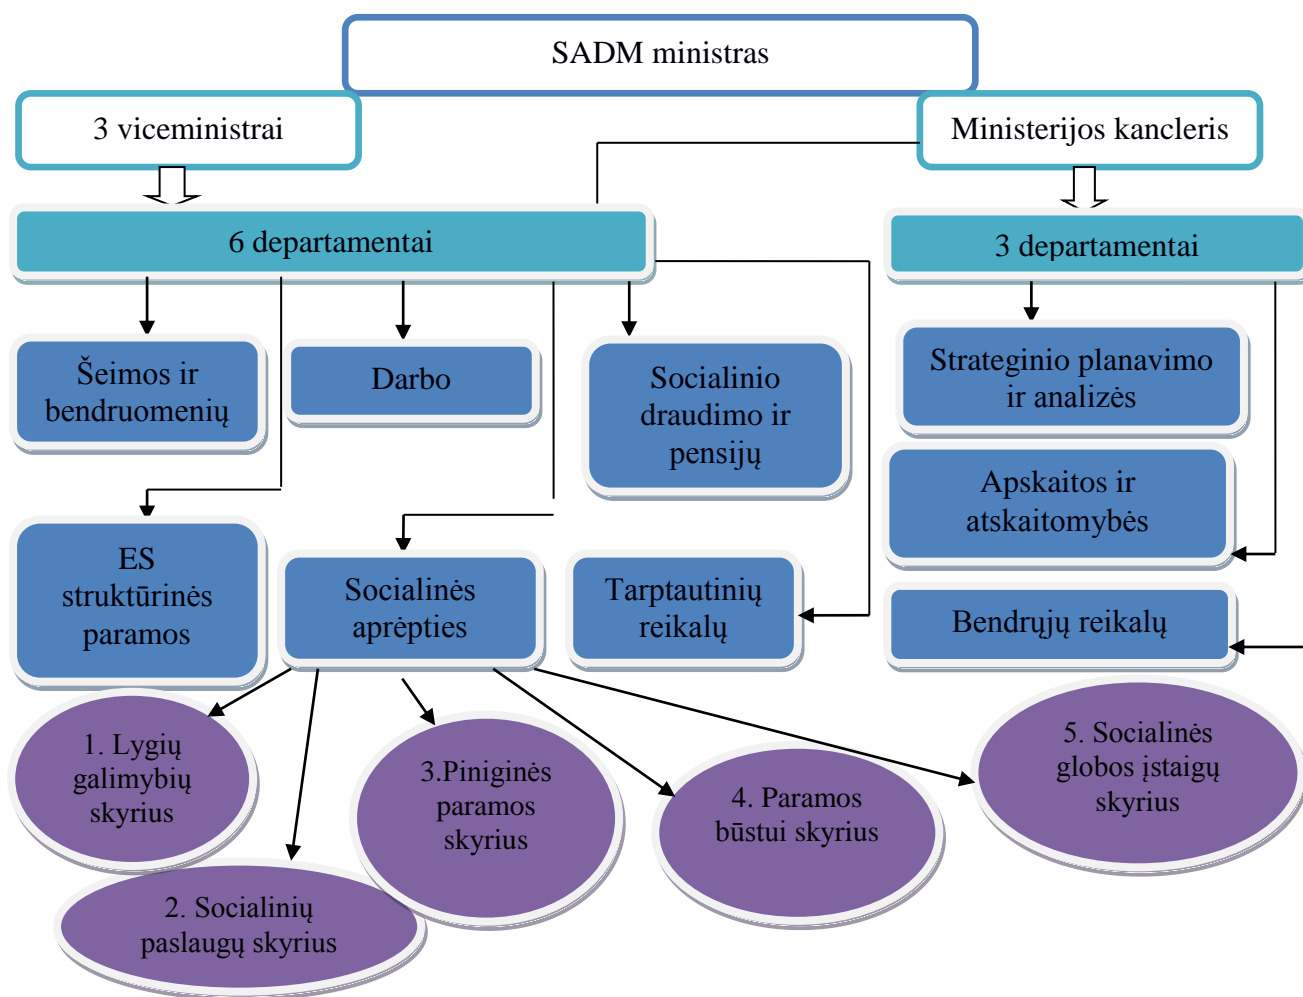 SADM ministras
3 viceministrai
Ministerijos kancleris
6 departamentai
3 departamentai
Šeimos ir
bendruomenių
Darbo
Socialinio
draudimo ir
pensijų
Strateginio planavimo
ir analizės
Apskaitos ir
atskaitomybės
ES
struktūrinės
paramos
Socialinės
aprėpties
Tarptautinių
reikalų
Bendrųjų reikalų
1. Lygių
galimybių
skyrius
2. Socialinių
paslaugų skyrius
3.Piniginės
paramos
skyrius
4. Paramos
būstui skyrius
5. Socialinės
globos įstaigų
skyrius